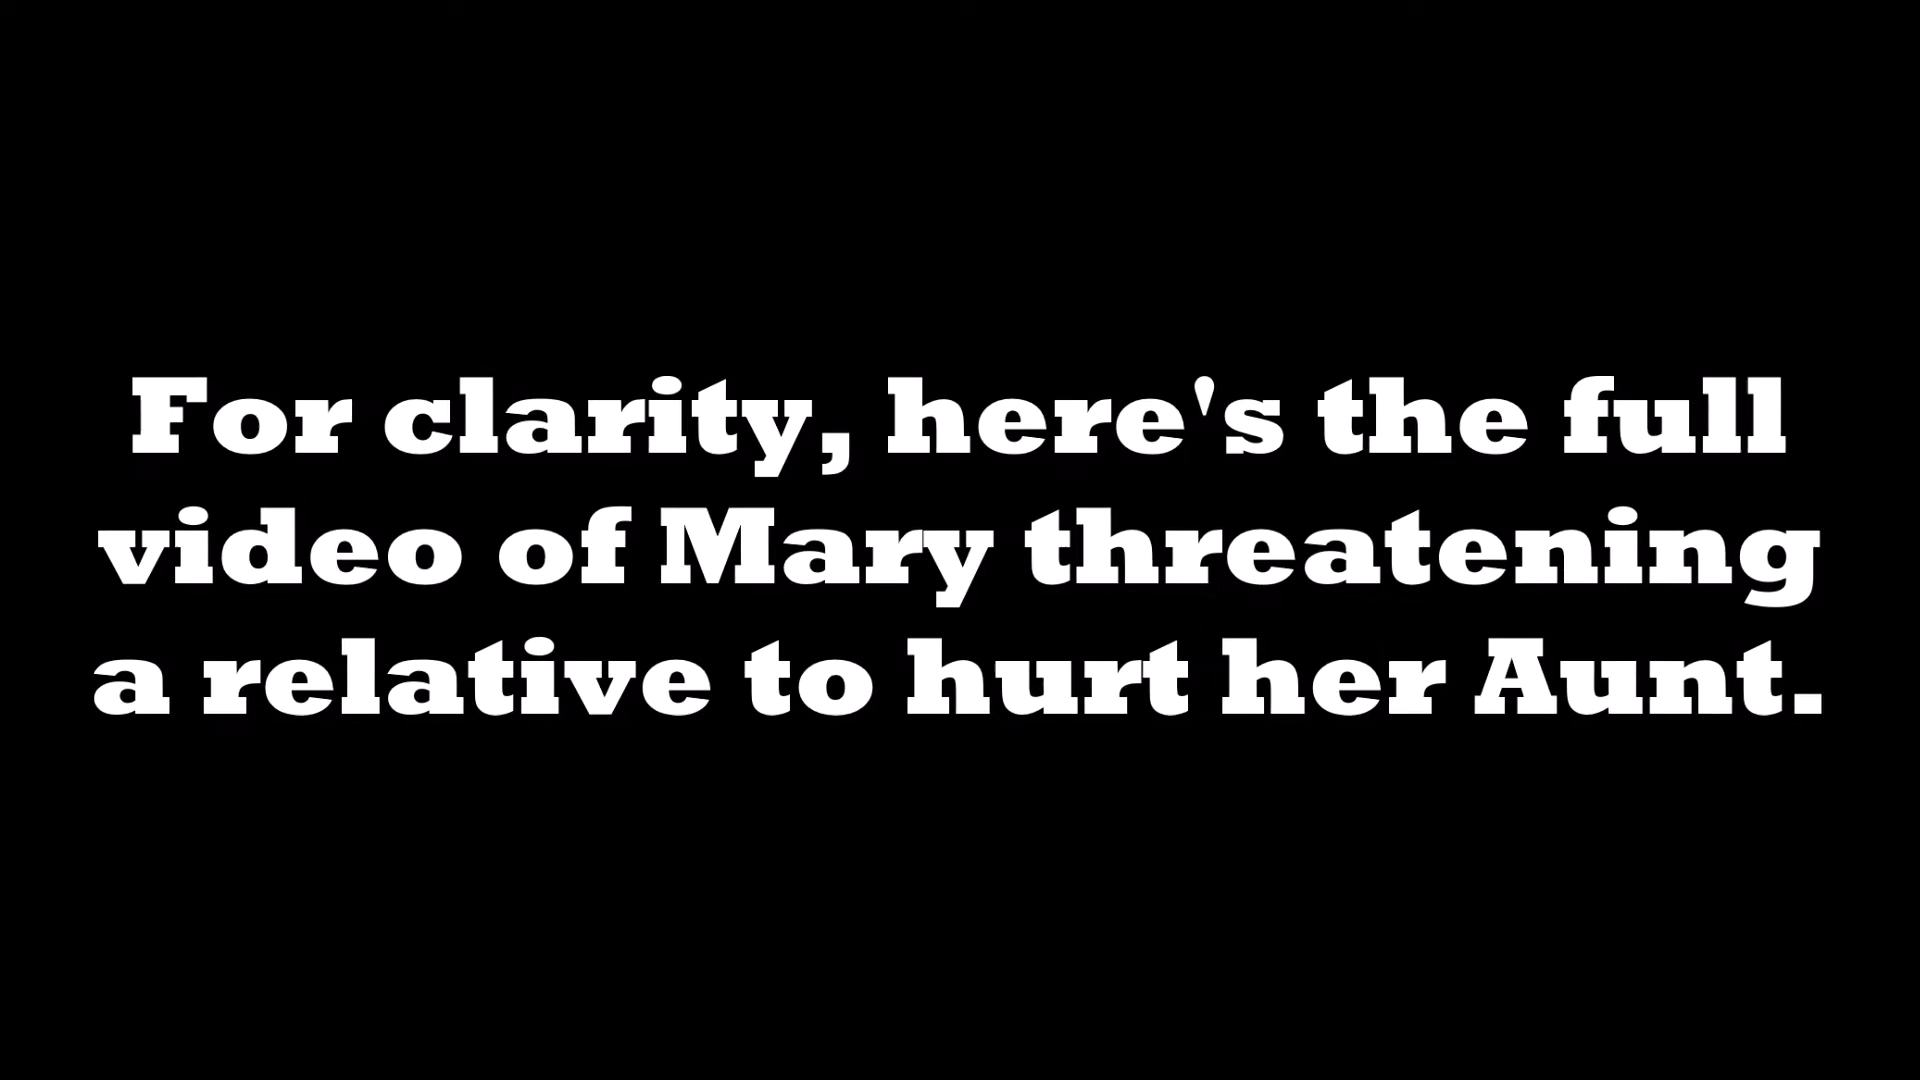 For clarity, here's the full
video of Mary threatening
a relative to hurt her Aunt.